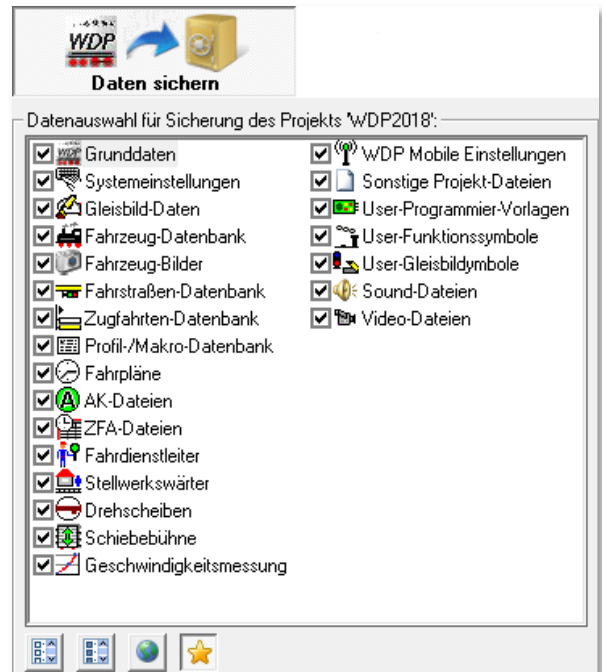 WDP
Daten sichern
Datenauswahl für Sicherung des Projekts 'WDP2018':
Grunddaten
Systemeinstellungen
Gleisbild-Daten
Fahrzeug-Datenbank
Fahrzeug-Bilder
Fahrstraßen-Datenbank
Zugfahrten-Datenbank
Profil-/Makro-Datenbank
Fahrpläne
AK-Dateien
ZFA-Dateien
Fahrdienstleiter
Stellwerkswärter
Drehscheiben
Schiebebühne
Geschwindigkeitsmessung
WDP Mobile Einstellungen
Sonstige Projekt-Dateien
User-Programmier-Vorlagen
User-Funktionssymbole
User-Gleisbildymbole
Sound-Dateien
Video-Dateien